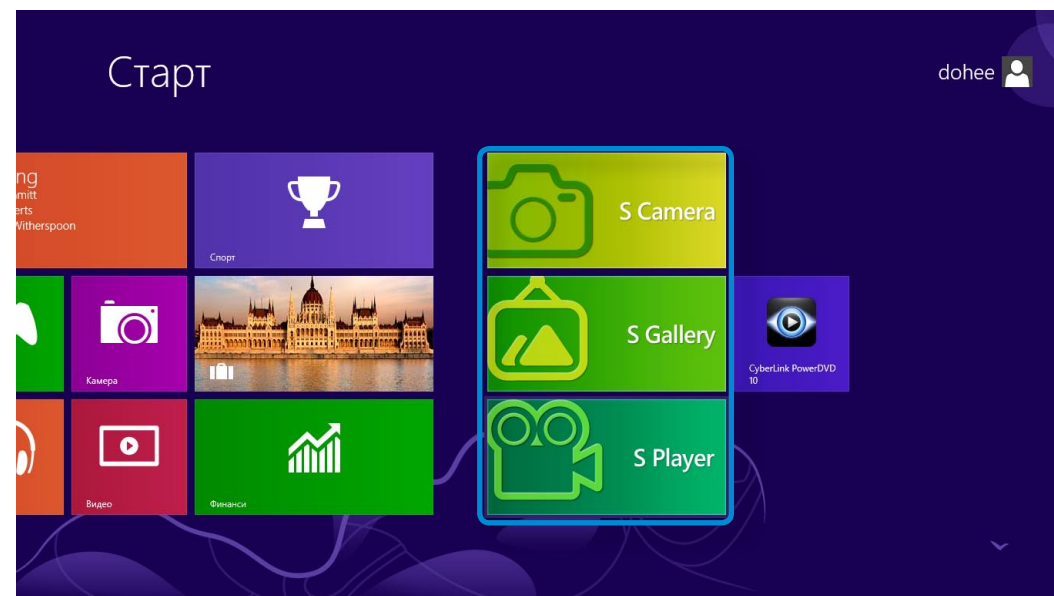 Старт
dohee
ng
mitt
erts
Witherspoon
Спорт
S Camera
Камера
S Gallery
CyberLink PowerDVD
10
Видео
Финанси
S Player